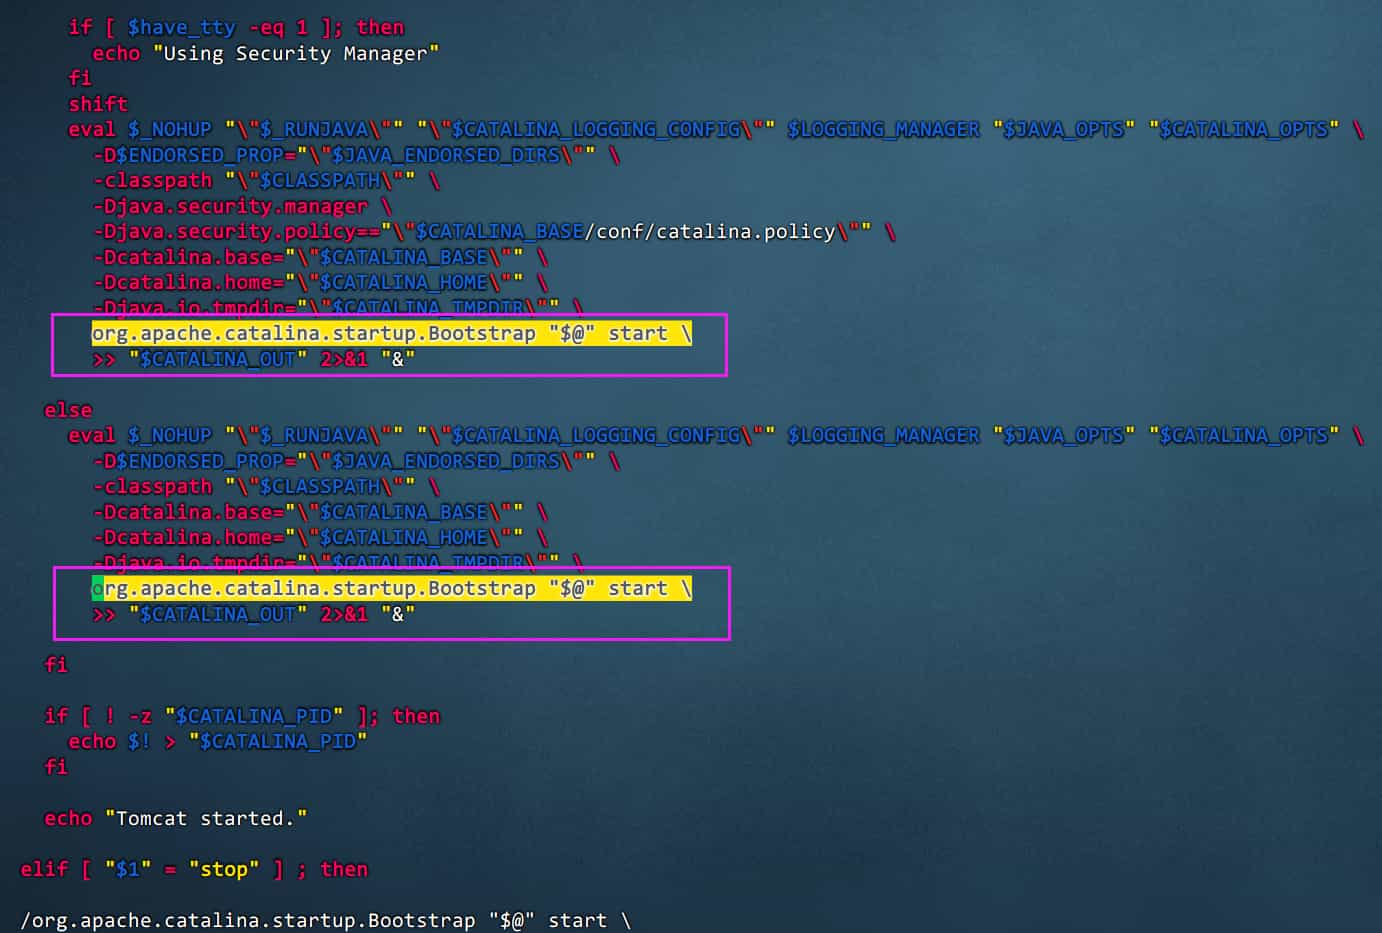 if [ $have_tty -eq 1 ]; then
echo "Using Security Manager"
fi
shift
eval $_NOHUP "\"$_RUNJAVA\"" "\"$CATALINA_LOGGING_CONFIG\"" $LOGGING_MANAGER "$JAVA_OPTS" "$CATALINA_OPTS" \
-D$ENDORSED_PROP="\"$JAVA_ENDORSED_DIRS\"" \
-classpath "\"$CLASSPATH\"" \
-Djava.security.manager \
-Djava.security.policy=="\"$CATALINA_BASE/conf/catalina.policy\"" \
-Dcatalina.base="\"$CATALINA_BASE\"" \
-Dcatalina.home="\"$CATALINA_HOME\"" \
-Djava.io.tmpdir="\"$CATALINA_TMPDIR\"" \
org.apache.catalina.startup.Bootstrap "$@" start \
>> "$CATALINA_OUT" 2>&1 "&"
else
eval $_NOHUP "\"$_RUNJAVA\"" "\"$CATALINA_LOGGING_CONFIG\"" $LOGGING_MANAGER "$JAVA_OPTS" "$CATALINA_OPTS" \
-D$ENDORSED_PROP="\"$JAVA_ENDORSED_DIRS\"" \
-classpath "\"$CLASSPATH\"" \
-Dcatalina.base="\"$CATALINA_BASE\"" \
-Dcatalina.home="\"$CATALINA_HOME\"" \
-Djava.io.tmpdir="\"$CATALINA_TMPDIR\"" \
org.apache.catalina.startup.Bootstrap "$@" start \
>> "$CATALINA_OUT" 2>&1 "&"
fi
if [ ! -z "$CATALINA_PID" ]; then
echo $! > "$CATALINA_PID"
fi
echo "Tomcat started."
elif [ "$1" = "stop" ] ; then
/org.apache.catalina.startup.Bootstrap "$@" start \